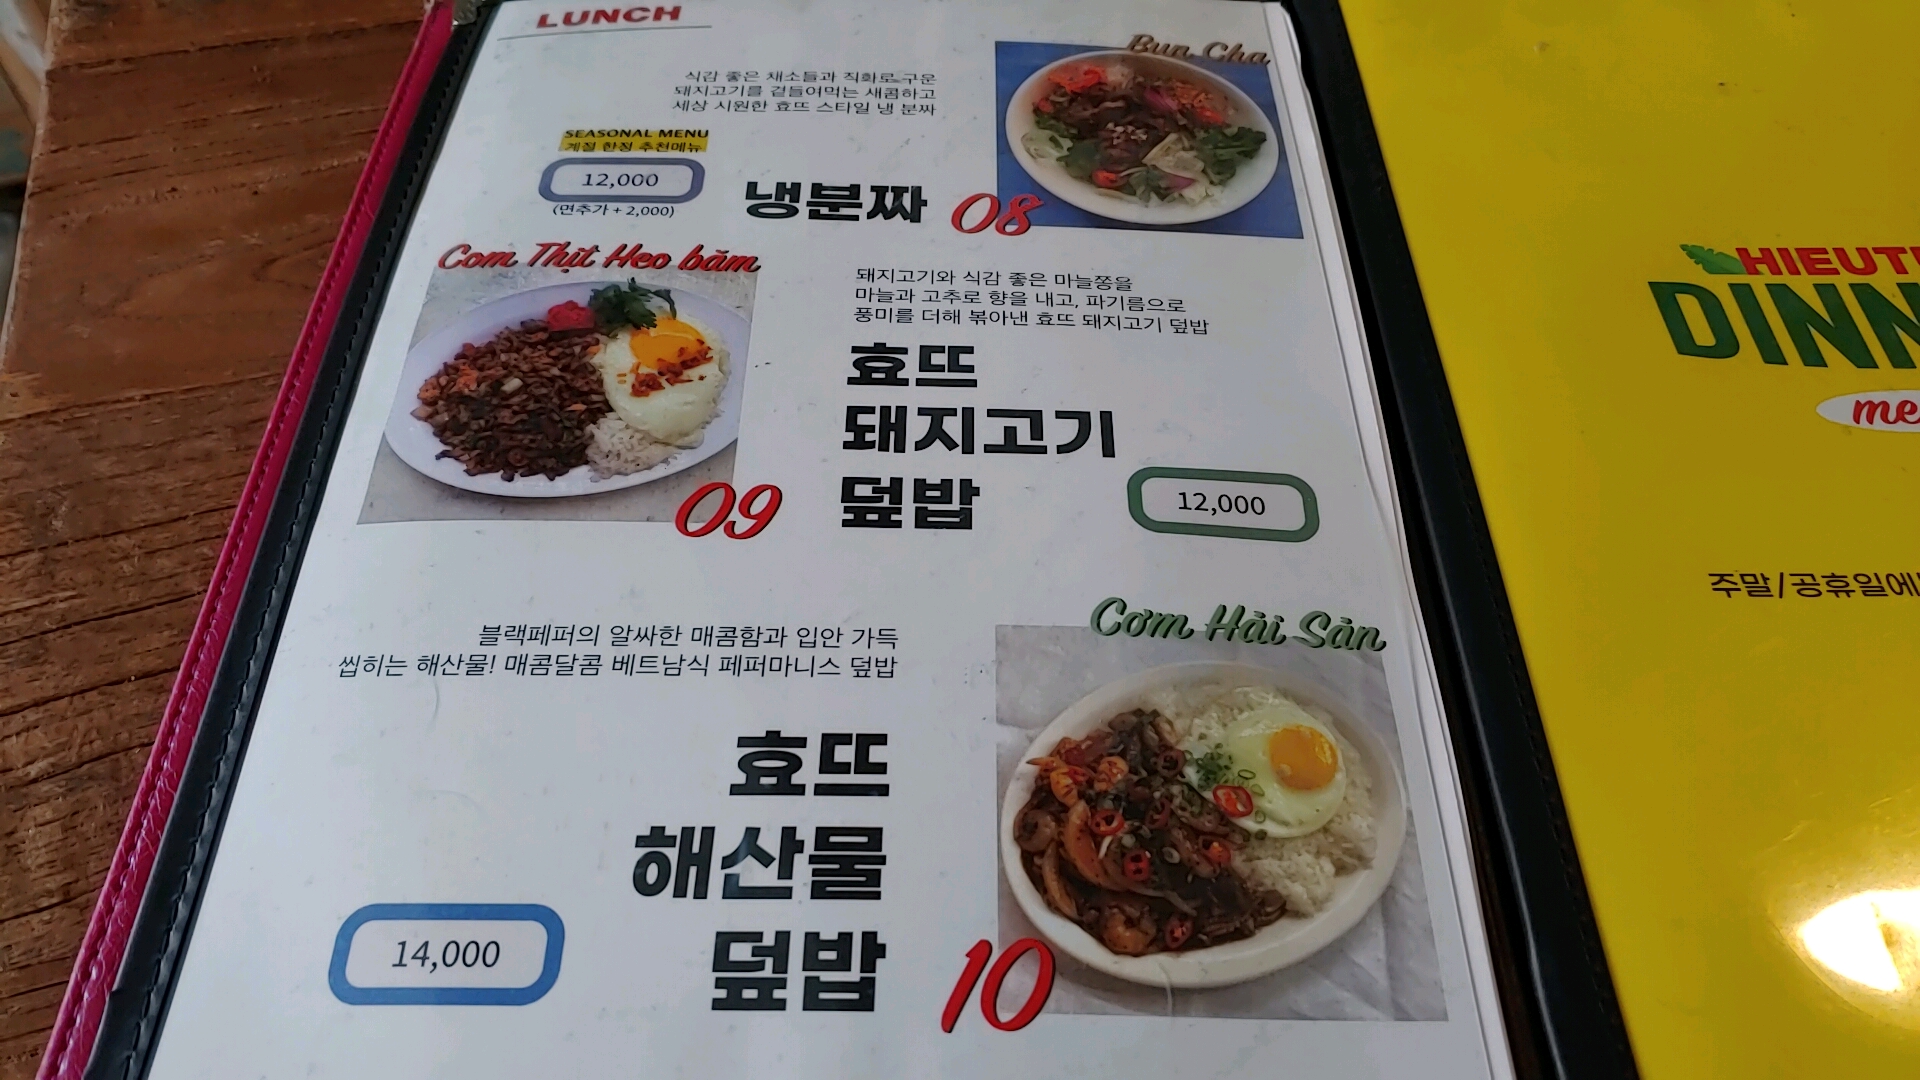 LUNCH
Bun Cha
식감 좋은 채소들과 직화로 구운
돼지고기를 곁들여먹는 새콤하고
세상 시원한 효뜨 스타일 냉 분짜
SEASONAL MENU
계절 한정 추천메뉴
12,000
(면추가 + 2,000)
냉분짜
08
Com Thịt Heo băm
돼지고기와 식감 좋은 마늘쫑을
마늘과 고추로 향을 내고, 파기름으로
풍미를 더해 볶아낸 효뜨 돼지고기 덮밥
효뜨
돼지고기
덮밥
09
12,000
Cơm Hải Sản
블랙페퍼의 알싸한 매콤함과 입안 가득
씹히는 해산물! 매콤달콤 베트남식 페퍼마니스 덮밥
효뜨
해산물
덮밥
14,000
10
HIEUT
DINN
me
주말/공휴일에